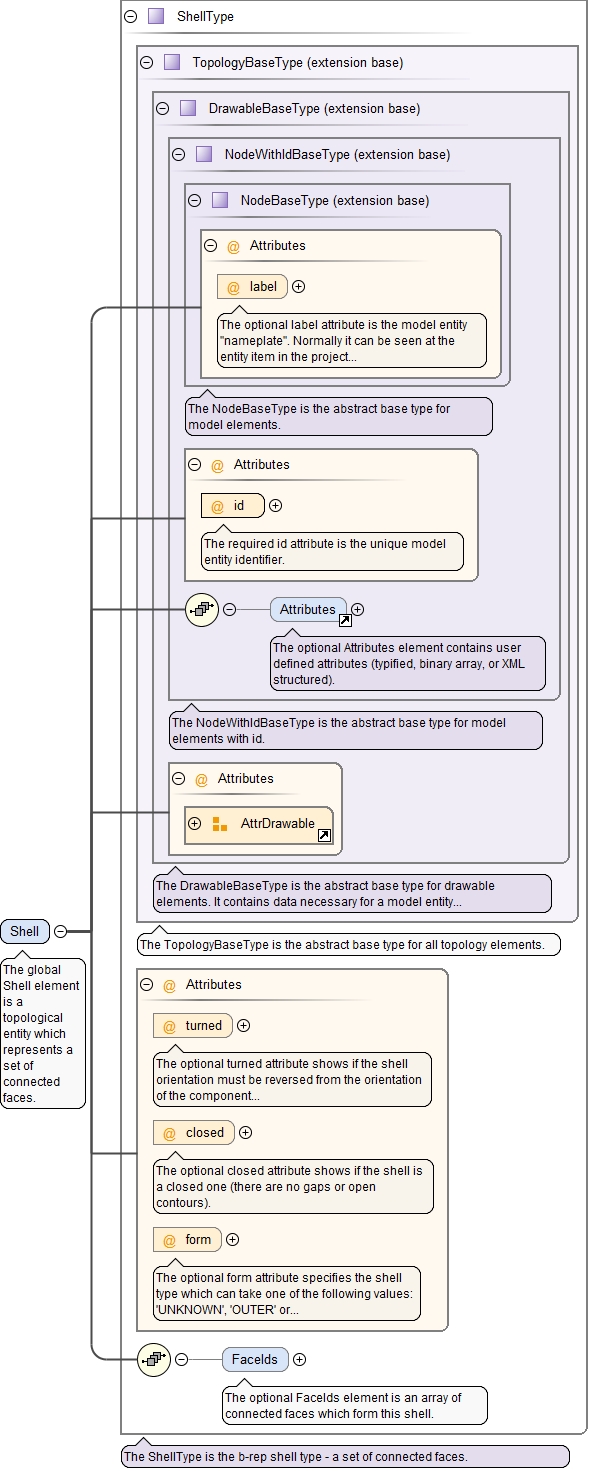 ShellType
TopologyBaseType (extension base)
DrawableBaseType (extension base)
NodeWithIdBaseType (extension base)
NodeBaseType (extension base)
@ Attributes
@ label
The optional label attribute is the model entity
"nameplate". Normally it can be seen at the
entity item in the project...
The NodeBaseType is the abstract base type for
model elements.
@ Attributes
@ id
The required id attribute is the unique model
entity identifier.
Attributes
The optional Attributes element contains user
defined attributes (typified, binary array, or XML
structured).
The NodeWithIdBaseType is the abstract base type for model
elements with id.
@ Attributes
AttrDrawable
The DrawableBaseType is the abstract base type for drawable
elements. It contains data necessary for a model entity...
The TopologyBaseType is the abstract base type for all topology elements.
Shell
The global
Shell element
is a
topological
entity which
represents a
set of
connected
faces.
@ Attributes
@ turned
The optional turned attribute shows if the shell
orientation must be reversed from the orientation
of the component...
@ closed
The optional closed attribute shows if the shell is
a closed one (there are no gaps or open
contours).
@ form
The optional form attribute specifies the shell
type which can take one of the following values:
'UNKNOWN', 'OUTER' or...
FaceIds
The optional FaceIds element is an array of
connected faces which form this shell.
The ShellType is the b-rep shell type - a set of connected faces.